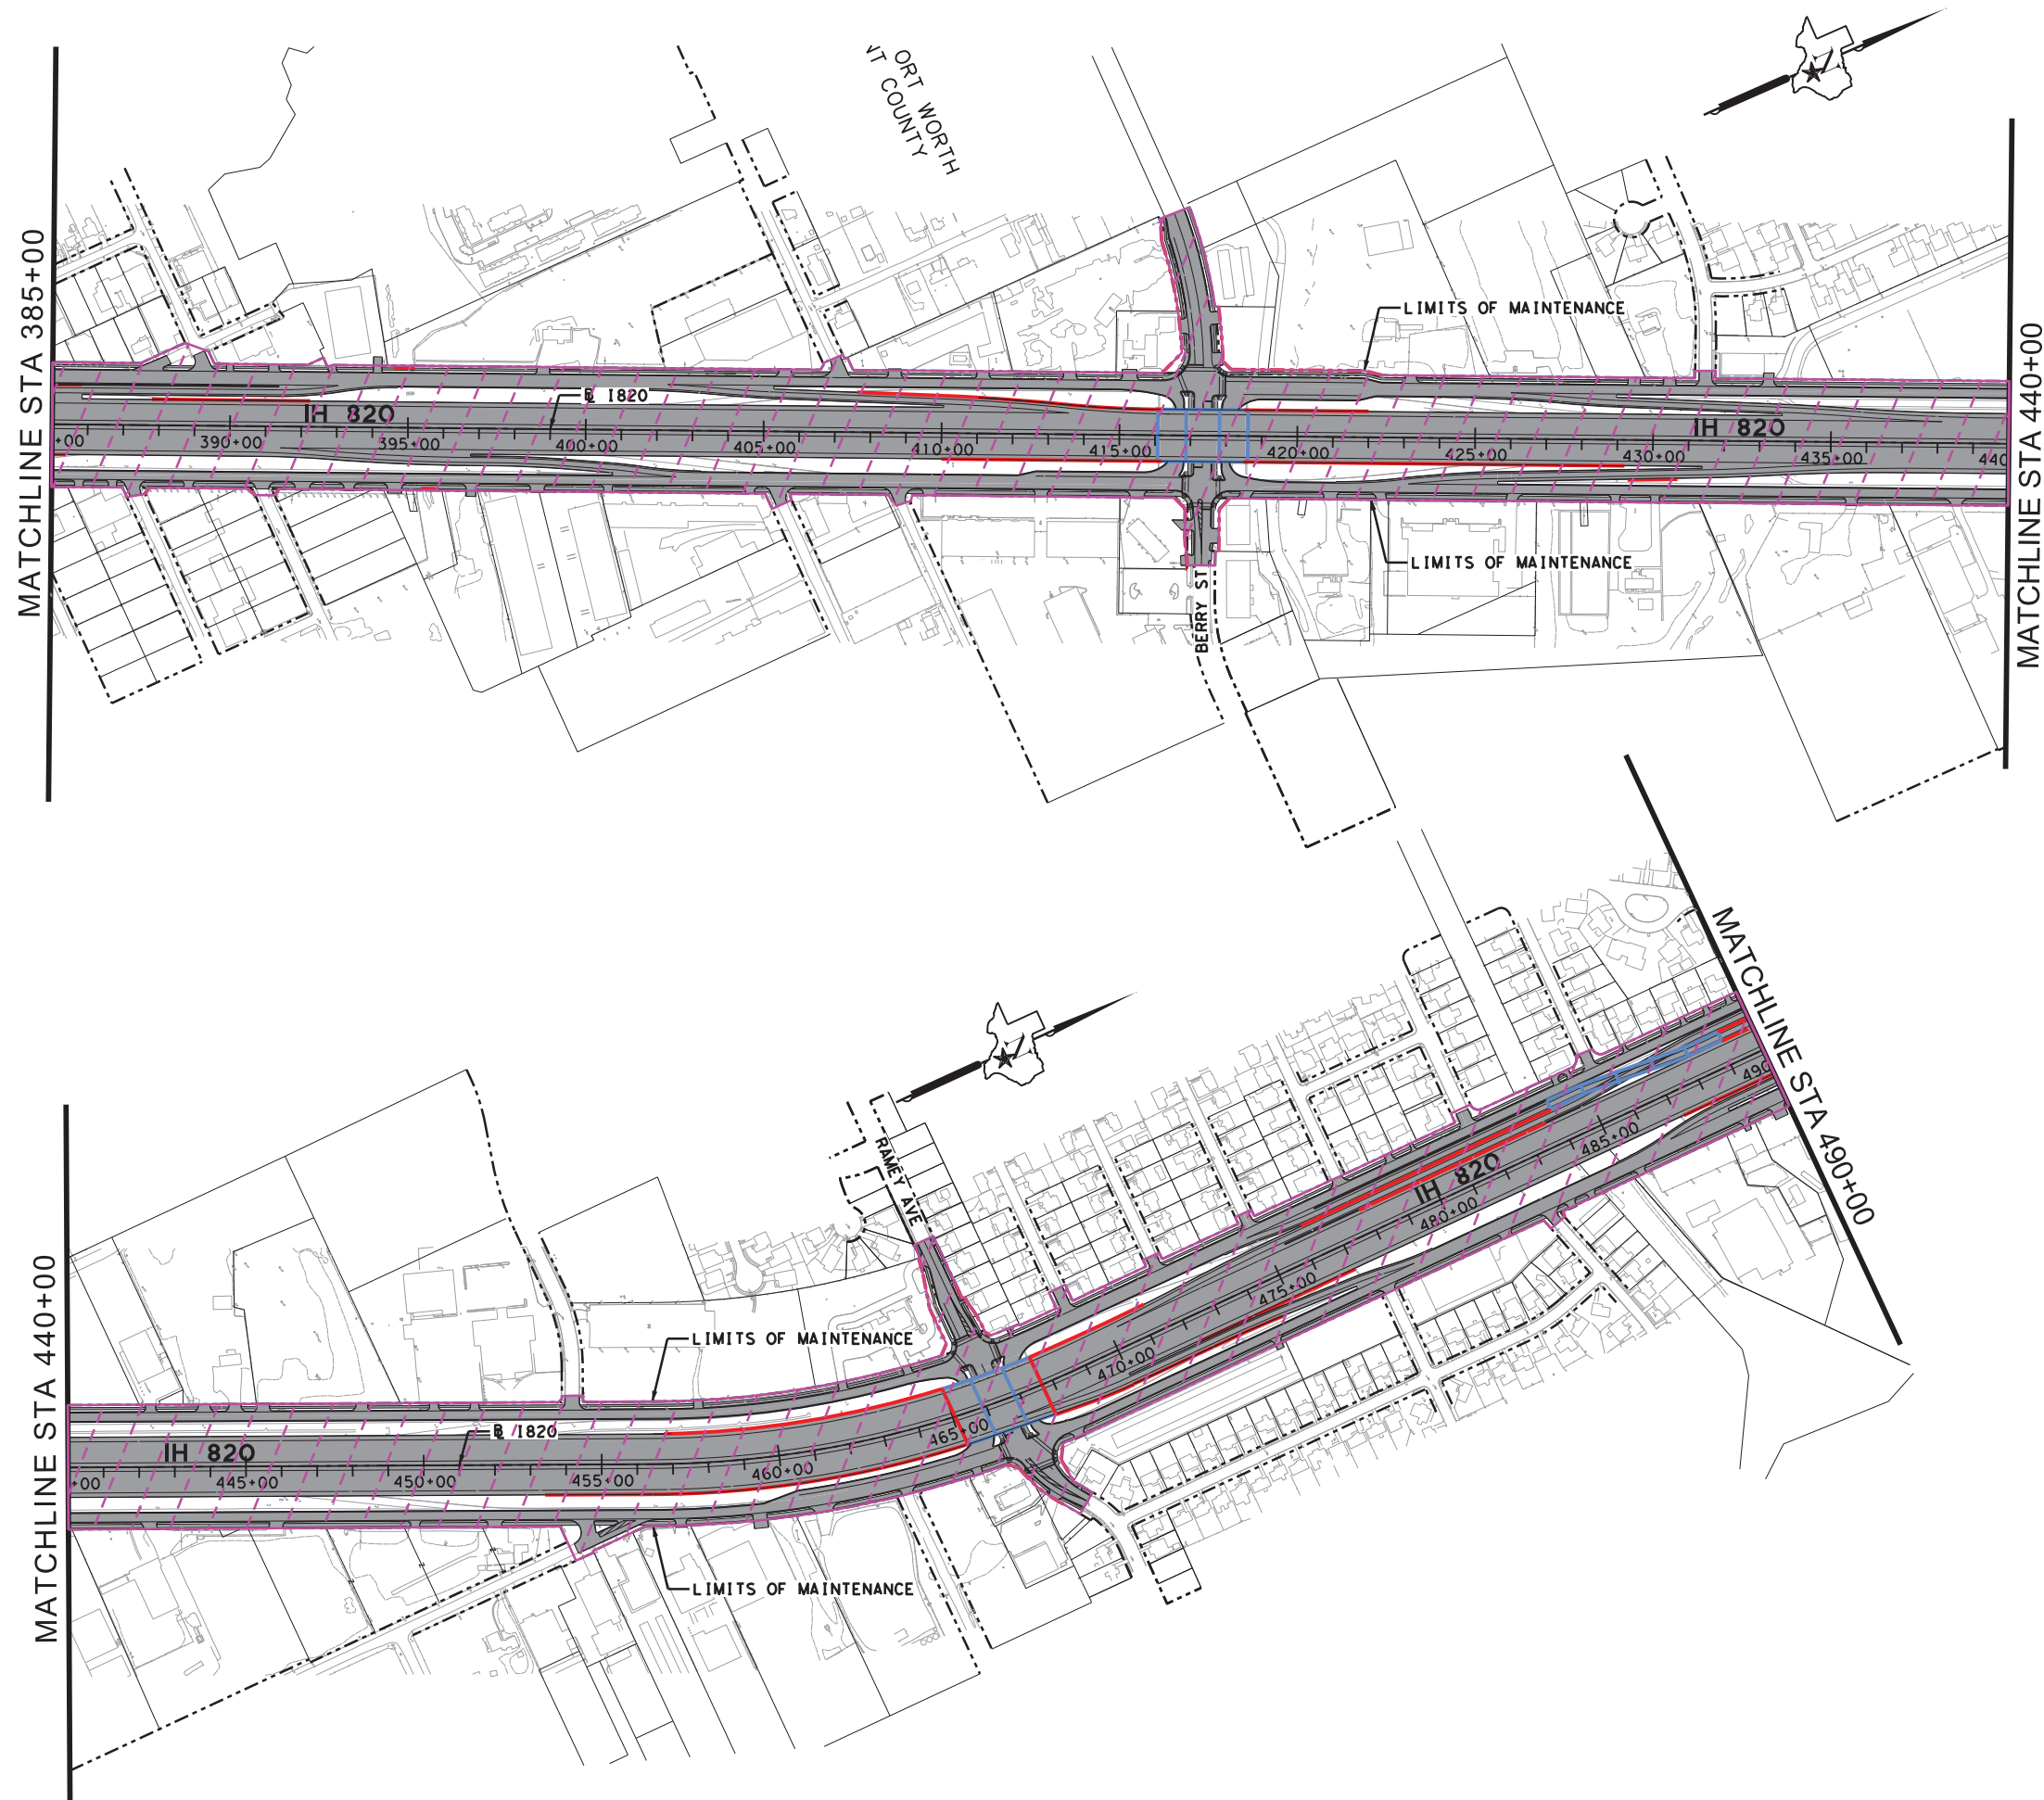 ORT WORTH
NT COUNTY
MATCHLINE STA 385+00
LIMITS OF MAINTENANCE
℄ I820
IH 820
IH 820
+00
390+00
395+00
400+00
405+00
410+00
415+00
420+00
425+00
430+00
435+00
440
MATCHLINE STA 440+00
LIMITS OF MAINTENANCE
BERRY ST
MATCHLINE STA 490+00
RAMEY AVE
IH 820
490
485+00
480+00
475+00
470+00
465+00
LIMITS OF MAINTENANCE
℄ I820
IH 820
+00
445+00
450+00
455+00
460+00
MATCHLINE STA 440+00
LIMITS OF MAINTENANCE